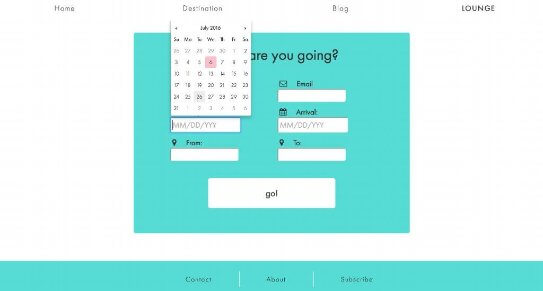 Home Destination Blog LOUNGE
« July 2016 »
Su Mo Tu We Th Fr Sa
26 27 28 29 30 1 2
3 4 5 6 7 8 9
10 11 12 13 14 15 16
17 18 19 20 21 22 23
24 25 26 27 28 29 30
31 1 2 3 4 5 6
are you going?
Email
Arrival:
MM/DD/YYY MM/DD/YYY
From: To:
go!
Contact About Subscribe